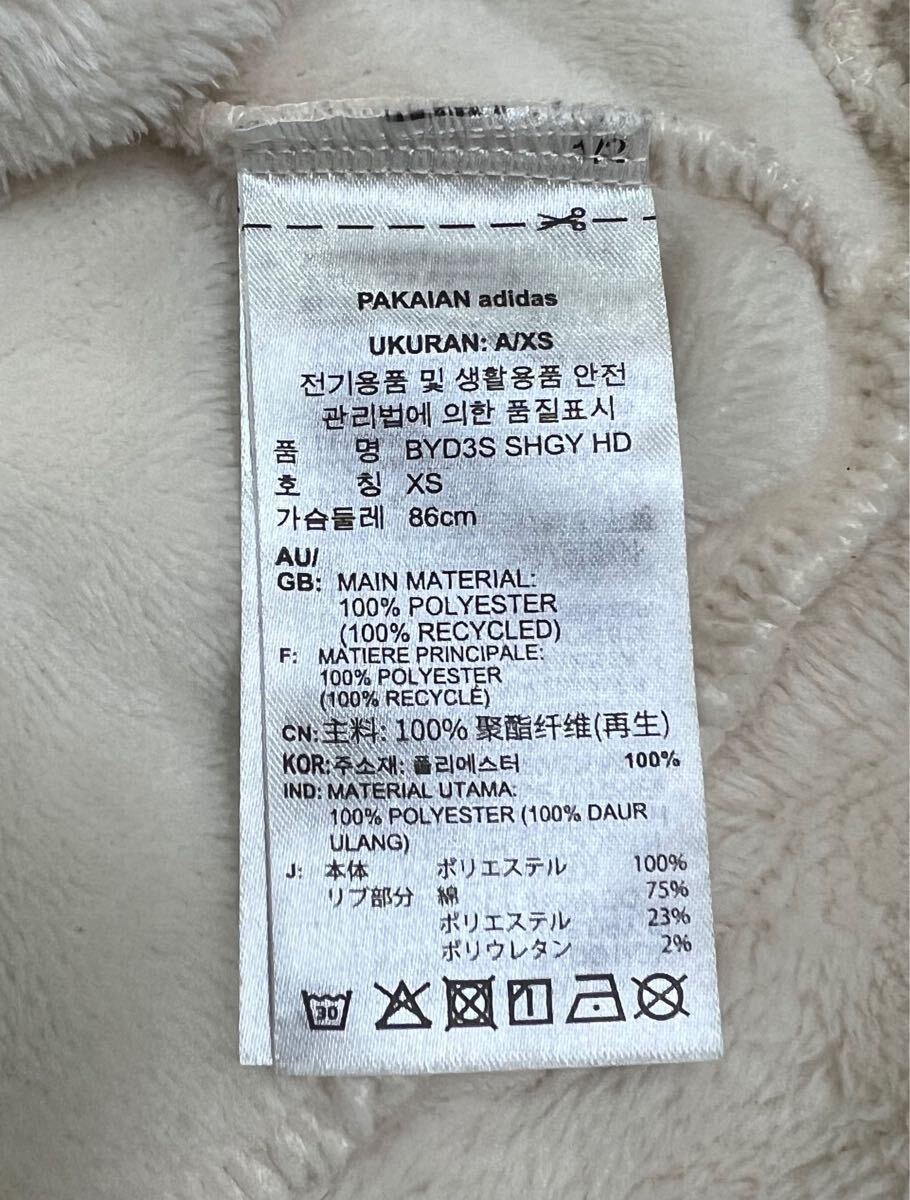 1/2
PAKAIAN adidas
UKURAN: A/XS
전기용품 및 생활용품 안전
관리법에 의한 품질표시
품 명 BYD3S SHGY HD
호 칭 XS
가슴둘레 86cm
AU/
GB: MAIN MATERIAL:
100% POLYESTER
(100% RECYCLED)
F: MATIERE PRINCIPALE:
100% POLYESTER
(100% RECYCLÉ)
CN: 主料: 100% 聚酯纤维(再生)
KOR: 주소재: 폴리에스터 100%
IND: MATERIAL UTAMA:
100% POLYESTER (100% DAUR
ULANG)
J: 本体 ポリエステル 100%
リブ部分 綿 75%
ポリエステル 23%
ポリウレタン 2%
30